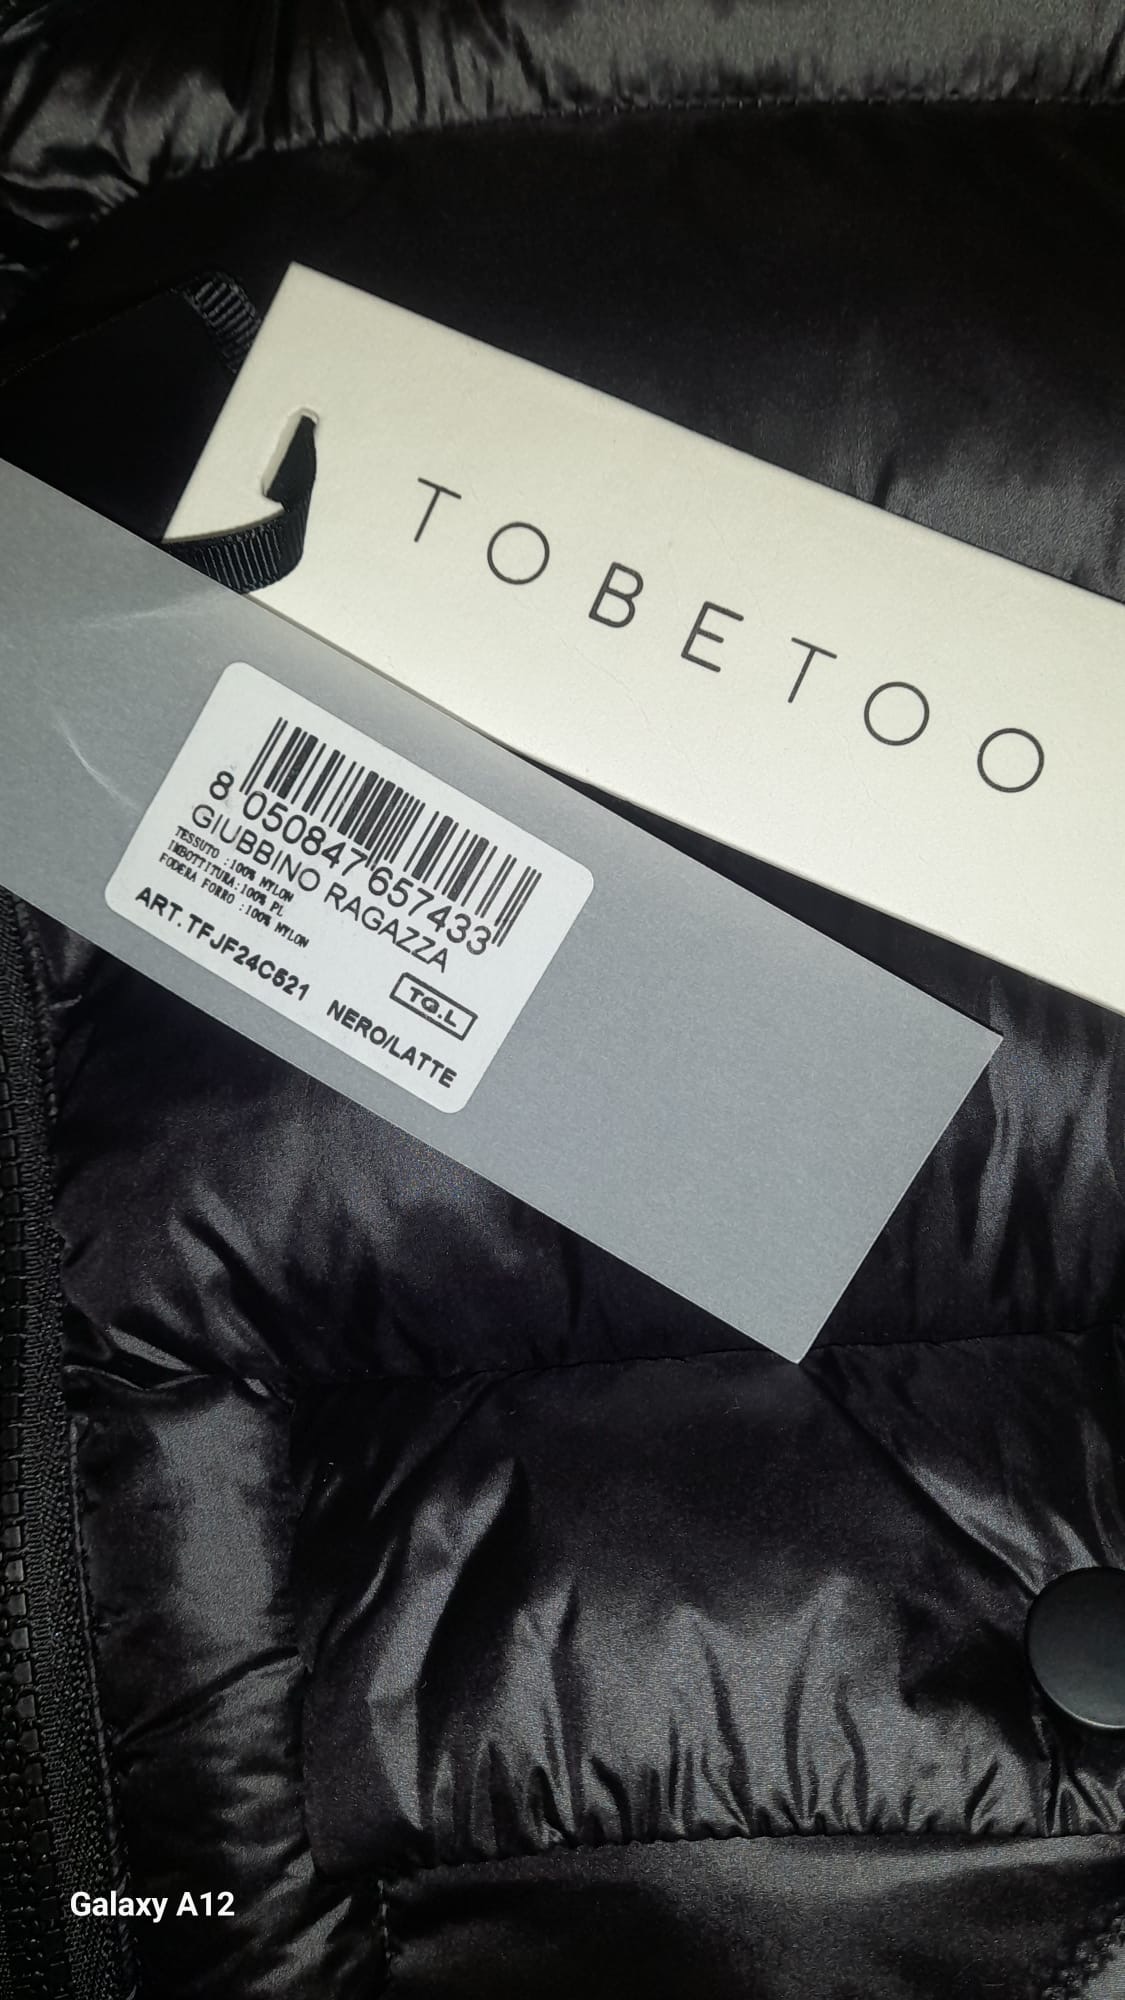 TOBETOO
8 050847 657433
GIUBBINO RAGAZZA
TESSUTO :100% NYLON
IMBOTTITURA:100% PL
FODERA FORRO :100% NYLON
TG.L
ART.TFJF24C521 NERO/LATTE
Galaxy A12